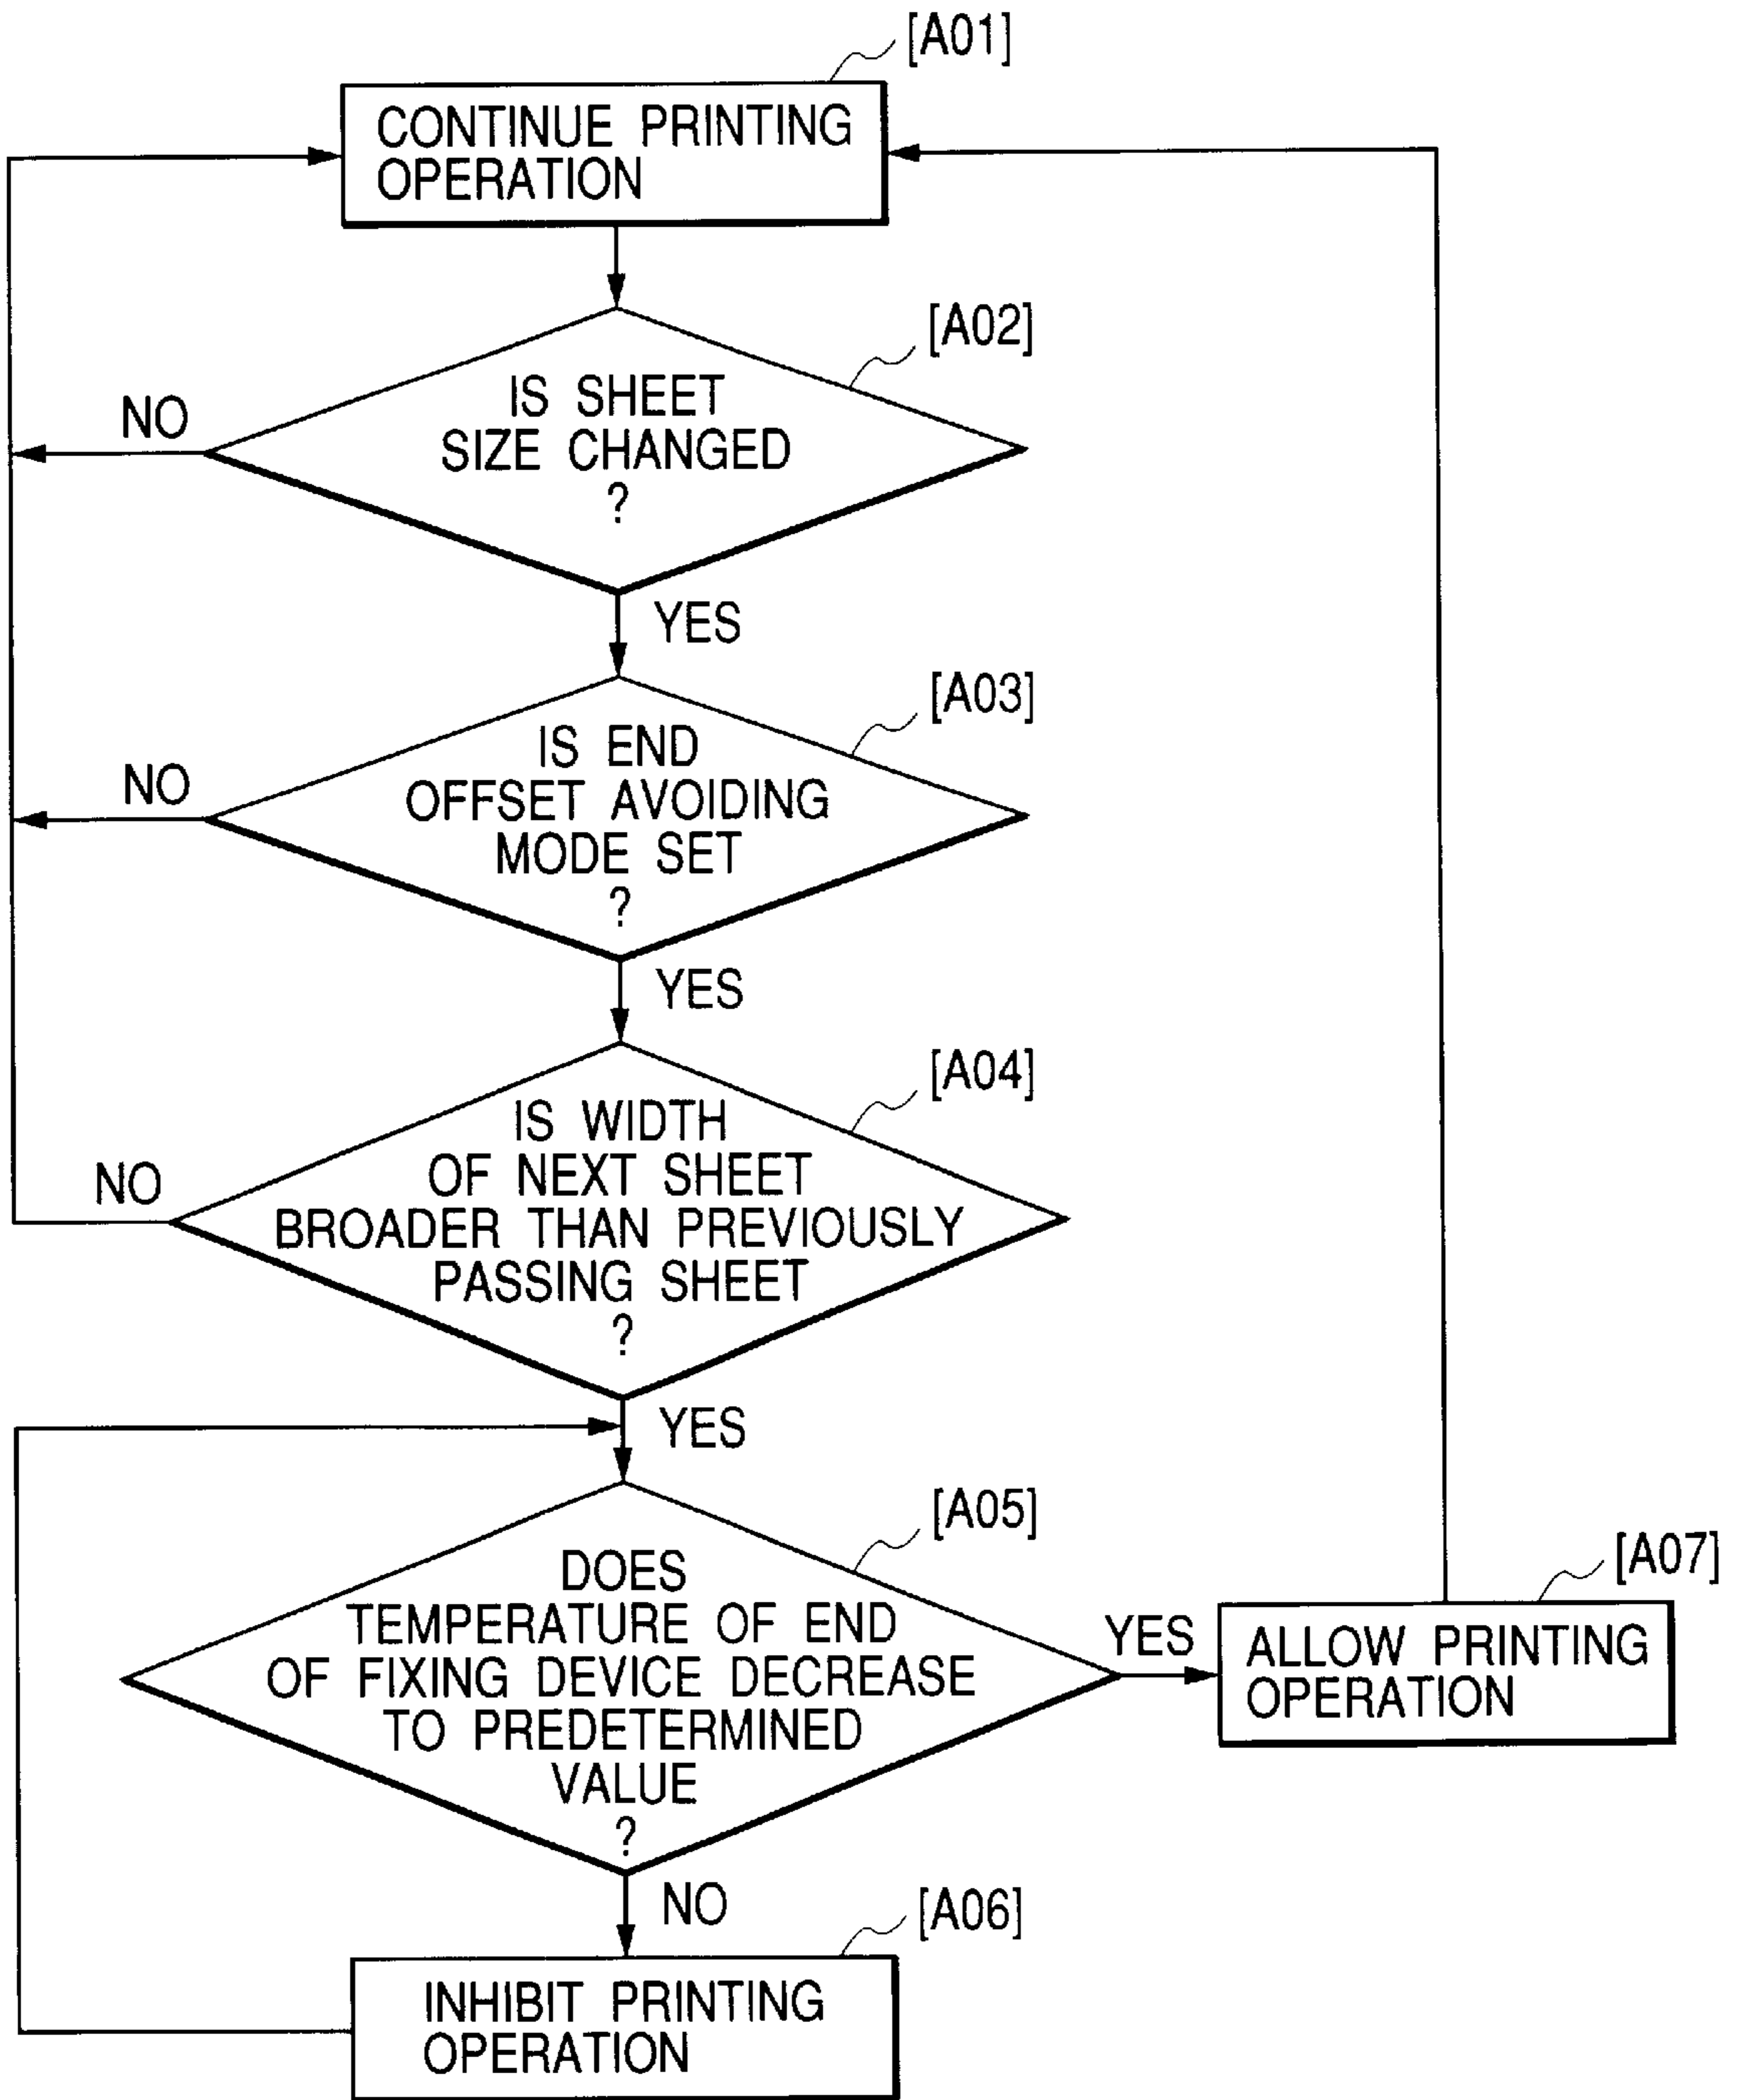 [A01]
CONTINUE PRINTING
OPERATION
[A02]
IS SHEET
SIZE CHANGED
?
NO
YES
[A03]
IS END
OFFSET AVOIDING
MODE SET
?
NO
YES
[A04]
IS WIDTH
OF NEXT SHEET
BROADER THAN PREVIOUSLY
PASSING SHEET
?
NO
YES
[A05]
DOES
TEMPERATURE OF END
OF FIXING DEVICE DECREASE
TO PREDETERMINED
VALUE
?
YES
[A07]
ALLOW PRINTING
OPERATION
NO
[A06]
INHIBIT PRINTING
OPERATION